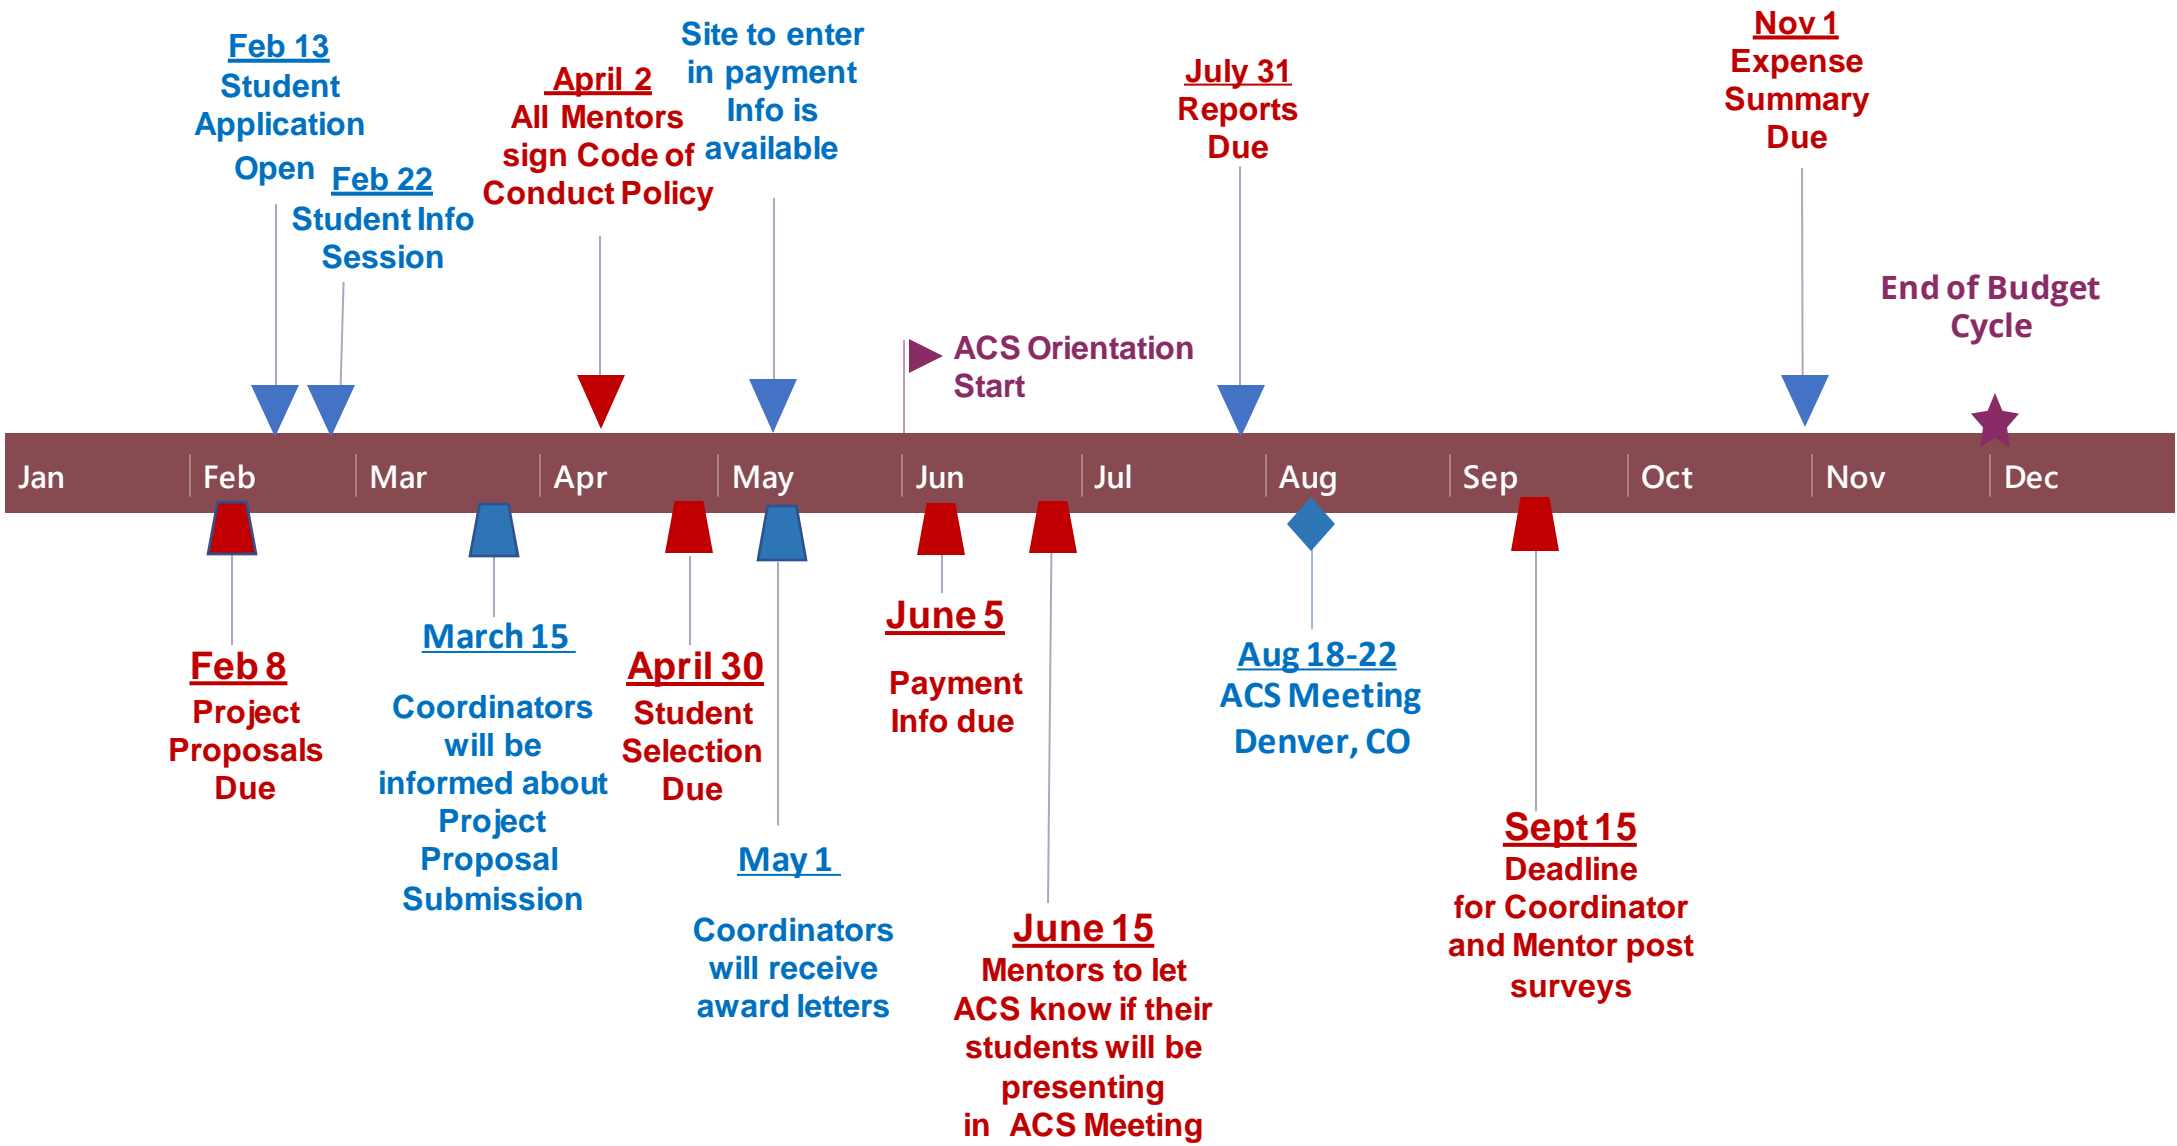 Feb 13
Student
Application
Open
Feb 22
Student Info
Session
April 2
All Mentors
sign Code of
Conduct Policy
Site to enter
in payment
Info is
available
July 31
Reports
Due
Nov 1
Expense
Summary
Due
ACS Orientation
Start
End of Budget
Cycle
Jan
Feb
Mar
Apr
May
Jun
Jul
Aug
Sep
Oct
Nov
Dec
Feb 8
Project
Proposals
Due
March 15
Coordinators
will be
informed about
Project
Proposal
Submission
April 30
Student
Selection
Due
May 1
Coordinators
will receive
award letters
June 5
Payment
Info due
June 15
Mentors to let
ACS know if their
students will be
presenting
in ACS Meeting
Aug 18-22
ACS Meeting
Denver, CO
Sept 15
Deadline
for Coordinator
and Mentor post
surveys